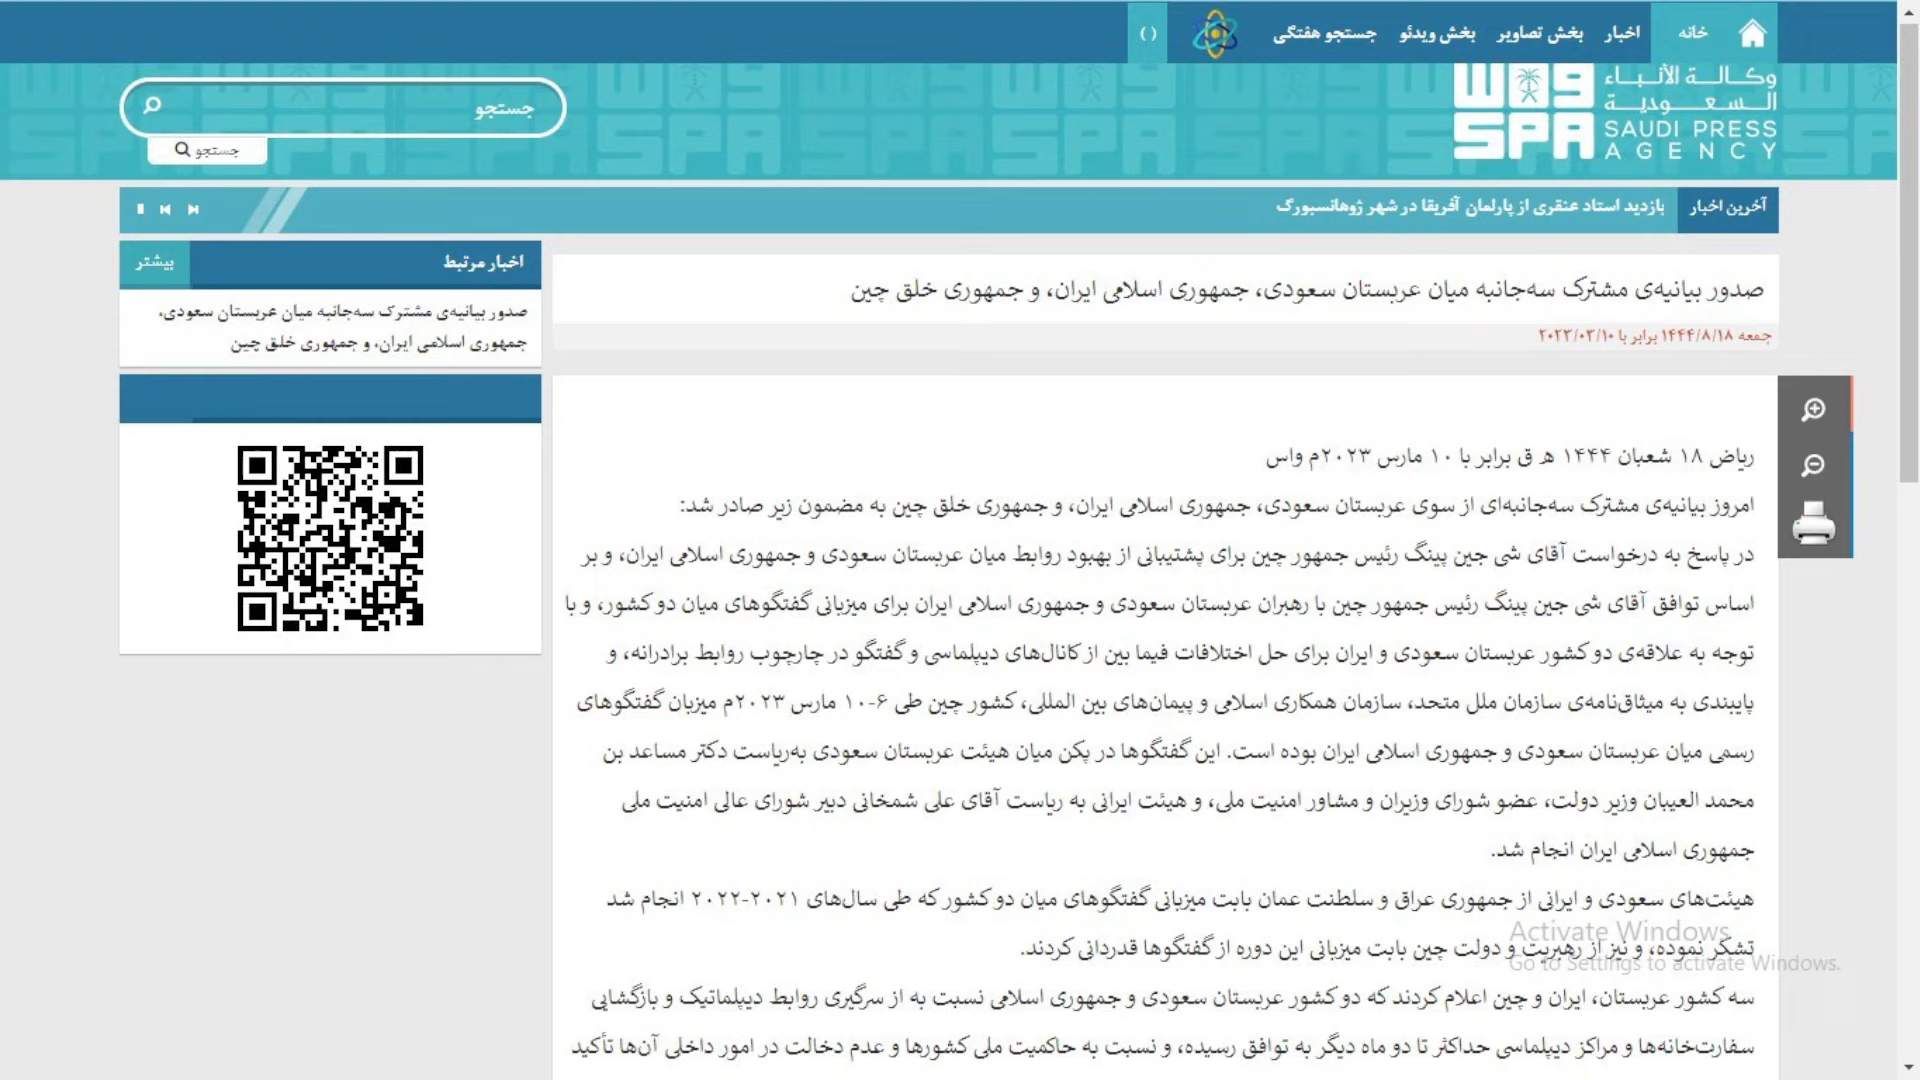 خانه
اخبار
بخش تصاویر
بخش ویدئو
جستجو هفتگی
( )
وكالة الأنباء
السعودية
SAUDI PRESS
AGENCY
واس
SPA
جستجو
جستجو
آخرین اخبار
بازدید استاد عنقری از پارلمان آفریقا در شهر ژوهانسبورگ
صدور بیانیه‌ی مشترک سه‌جانبه میان عربستان سعودی، جمهوری اسلامی ایران، و جمهوری خلق چین
جمعه ۱۴۴۴/۸/۱۸ برابر با ۲۰۲۳/۰۳/۱۰
ریاض ۱۸ شعبان ۱۴۴۴ هـ ق برابر با ۱۰ مارس ۲۰۲۳م واس
امروز بیانیه‌ی مشترک سه‌جانبه‌ای از سوی عربستان سعودی، جمهوری اسلامی ایران، و جمهوری خلق چین به مضمون زیر صادر شد:
در پاسخ به درخواست آقای شی جین پینگ رئیس جمهور چین برای پشتیبانی از بهبود روابط میان عربستان سعودی و جمهوری اسلامی ایران، و بر
اساس توافق آقای شی جین پینگ رئیس جمهور چین با رهبران عربستان سعودی و جمهوری اسلامی ایران برای میزبانی گفتگوهای میان دو کشور، و با
توجه به علاقه‌ی دو کشور عربستان سعودی و ایران برای حل اختلافات فیما بین از کانال‌های دیپلماسی و گفتگو در چارچوب روابط برادرانه، و
پایبندی به میثاق‌نامه‌ی سازمان ملل متحد، سازمان همکاری اسلامی و پیمان‌های بین المللی، کشور چین طی ۶-۱۰ مارس ۲۰۲۳م میزبان گفتگوهای
رسمی میان عربستان سعودی و جمهوری اسلامی ایران بوده است. این گفتگوها در پکن میان هیئت عربستان سعودی به‌ریاست دکتر مساعد بن
محمد العیبان وزیر دولت، عضو شورای وزیران و مشاور امنیت ملی، و هیئت ایرانی به ریاست آقای علی شمخانی دبیر شورای عالی امنیت ملی
جمهوری اسلامی ایران انجام شد.
هیئت‌های سعودی و ایرانی از جمهوری عراق و سلطنت عمان بابت میزبانی گفتگوهای میان دو کشور که طی سال‌های ۲۰۲۱-۲۰۲۲ انجام شد
تشکر نموده، و نیز از رهبریت و دولت چین بابت میزبانی این دوره از گفتگوها قدردانی کردند.
سه کشور عربستان، ایران و چین اعلام کردند که دو کشور عربستان سعودی و جمهوری اسلامی نسبت به از سرگیری روابط دیپلماتیک و بازگشایی
سفارت‌خانه‌ها و مراکز دیپلماسی حداکثر تا دو ماه دیگر به توافق رسیده، و نسبت به حاکمیت ملی کشورها و عدم دخالت در امور داخلی آن‌ها تأکید
اخبار مرتبط
بیشتر
صدور بیانیه‌ی مشترک سه‌جانبه میان عربستان سعودی،
جمهوری اسلامی ایران، و جمهوری خلق چین
Activate Windows
Go to Settings to activate Windows.